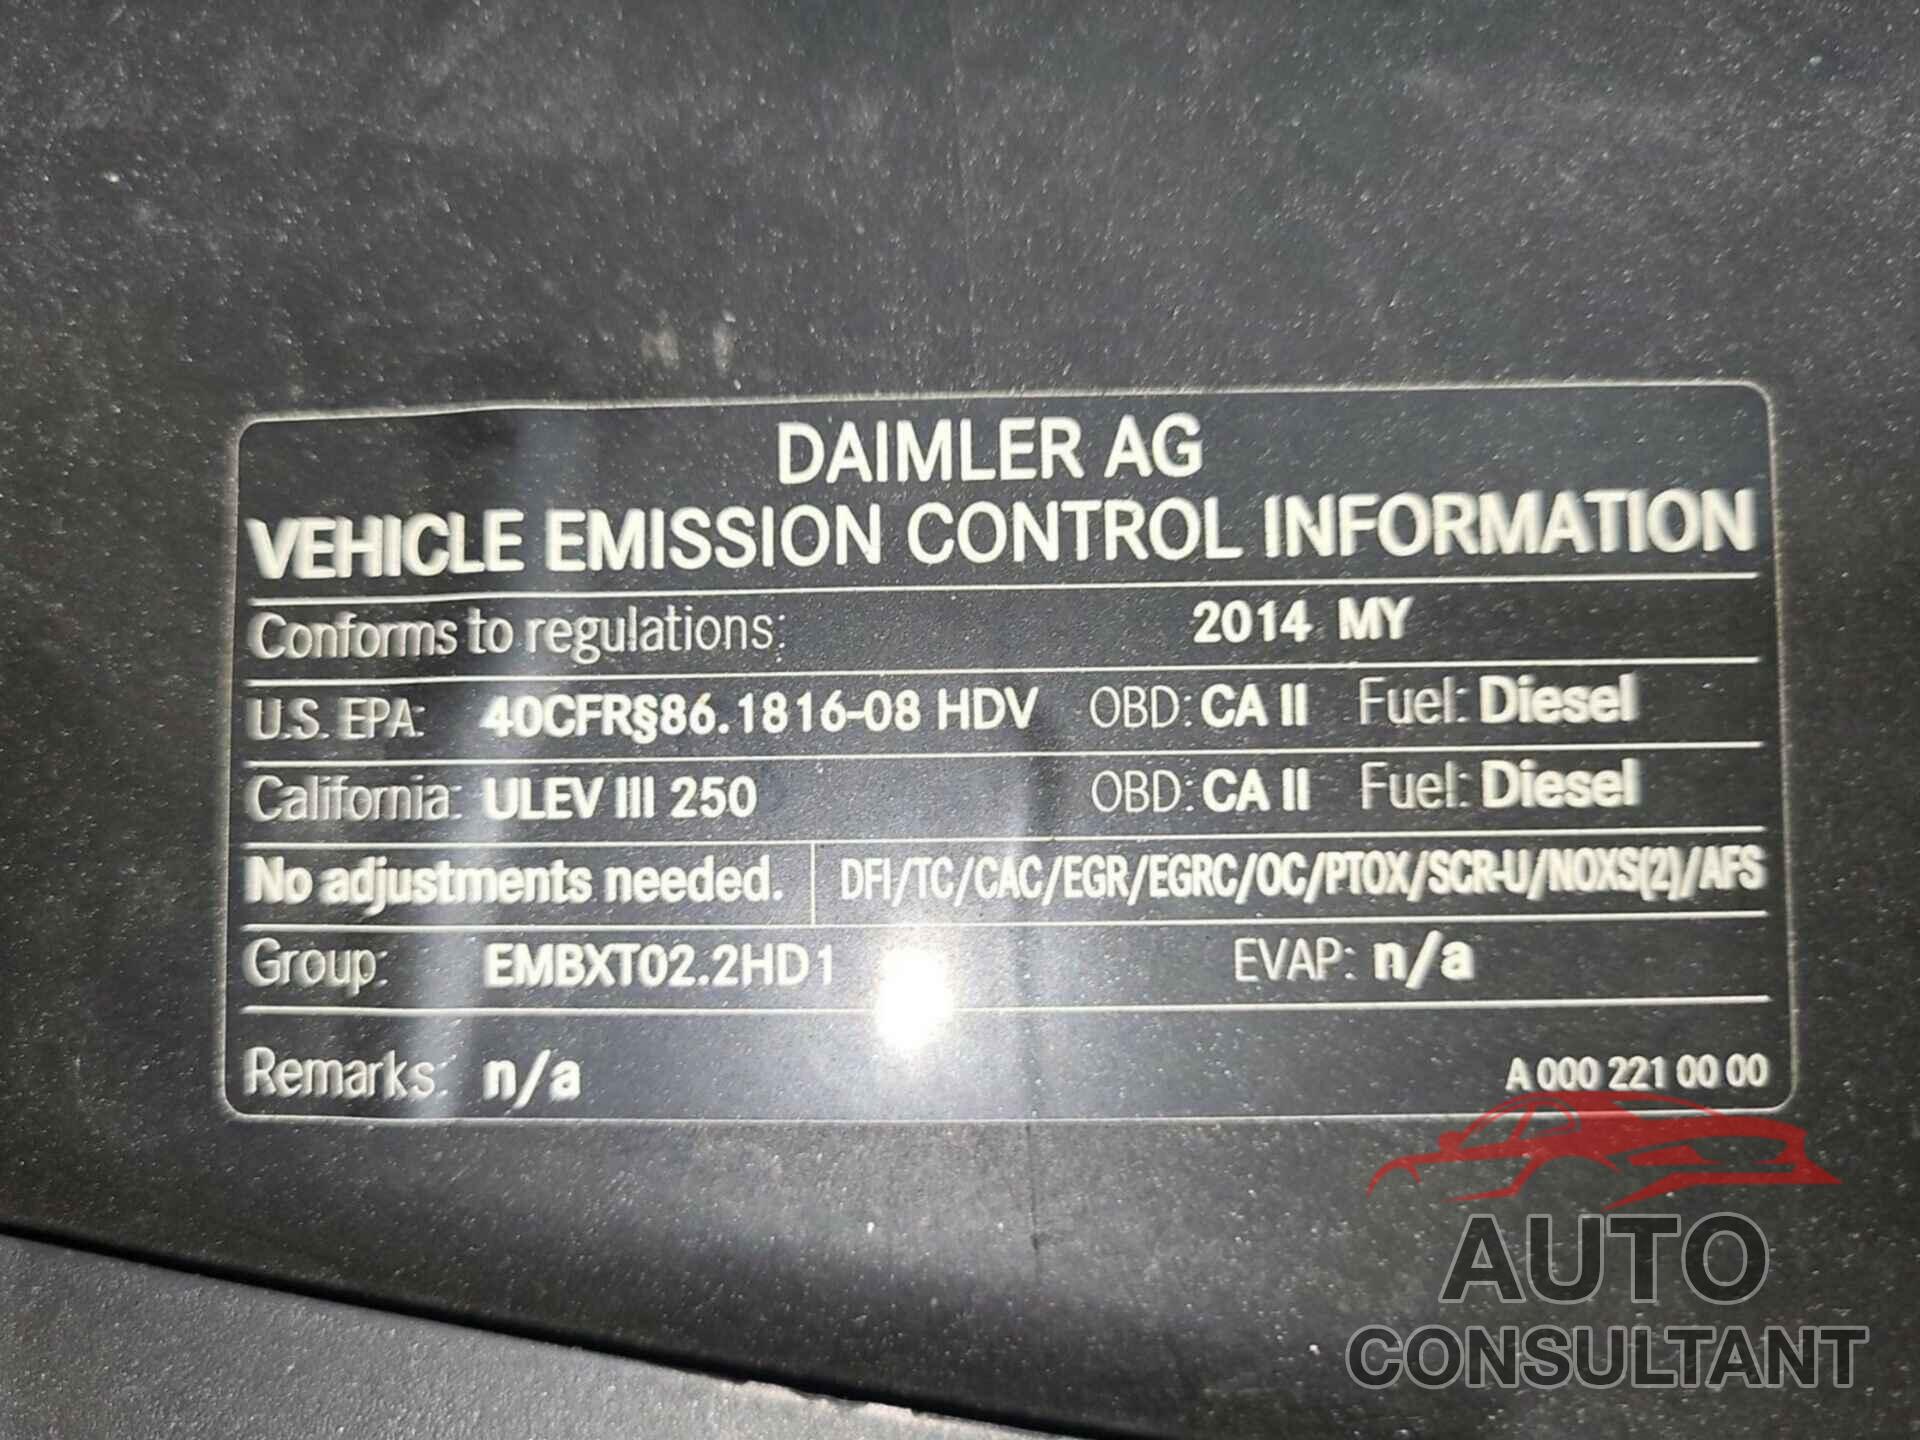 DAIMLER AG
VEHICLE EMISSION CONTROL INFORMATION
Conforms to regulations: 2014 MY
U.S. EPA: 40CFR§86.1816-08 HDV OBD: CA II Fuel: Diesel
California: ULEV III 250 OBD: CA II Fuel: Diesel
No adjustments needed. DFI/TC/CAC/EGR/EGRC/OC/PTOX/SCR-U/NOXS(2)/AFS
Group: EMBXT02.2HD1 EVAP: n/a
Remarks: n/a A 000 221 00 00
AUTO
CONSULTANT